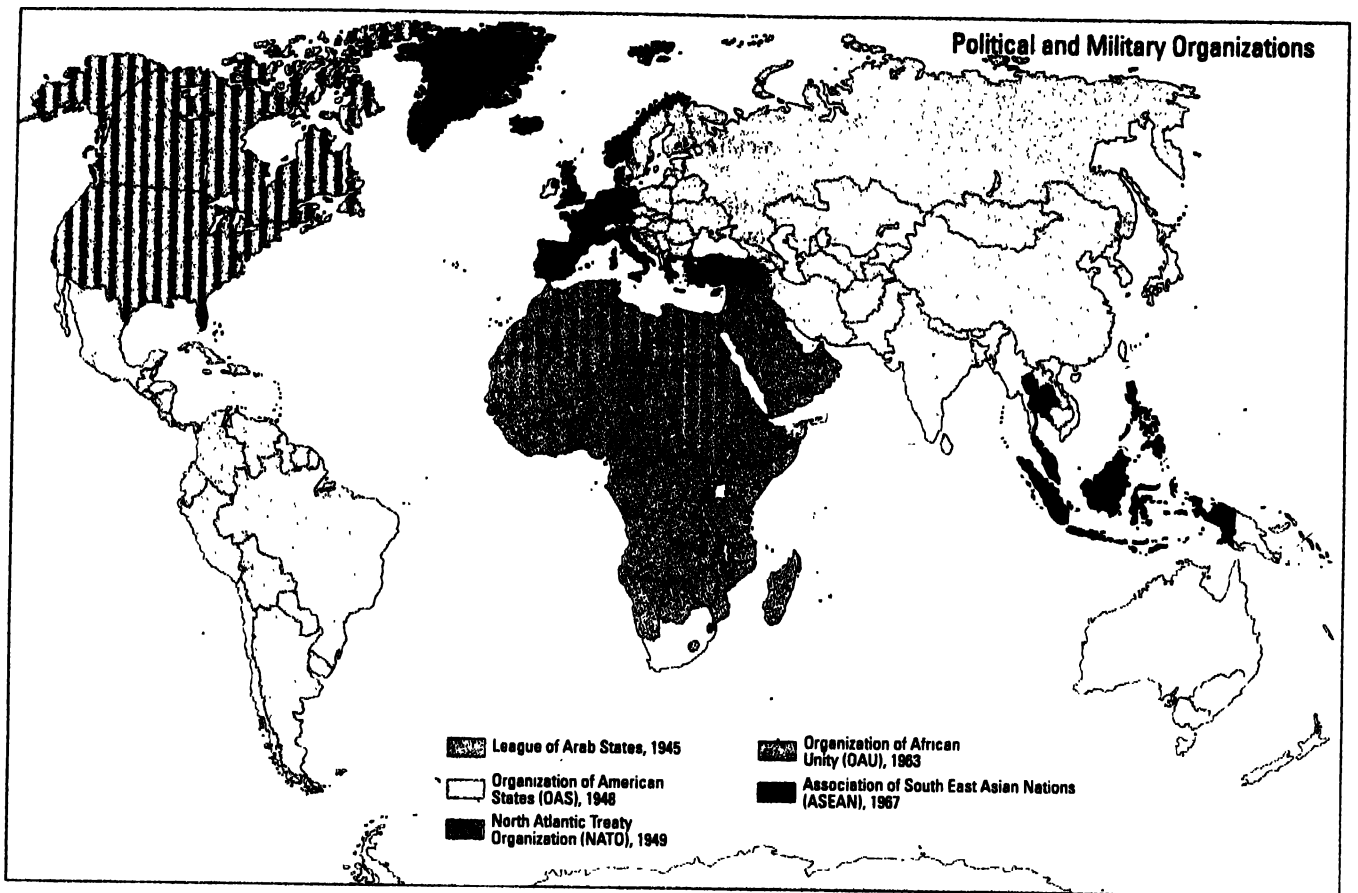 Political and Military Organizations
League of Arab States, 1945
Organization of American
States (OAS), 1948
North Atlantic Treaty
Organization (NATO), 1949
Organization of African
Unity (OAU), 1963
Association of South East Asian Nations
(ASEAN), 1967